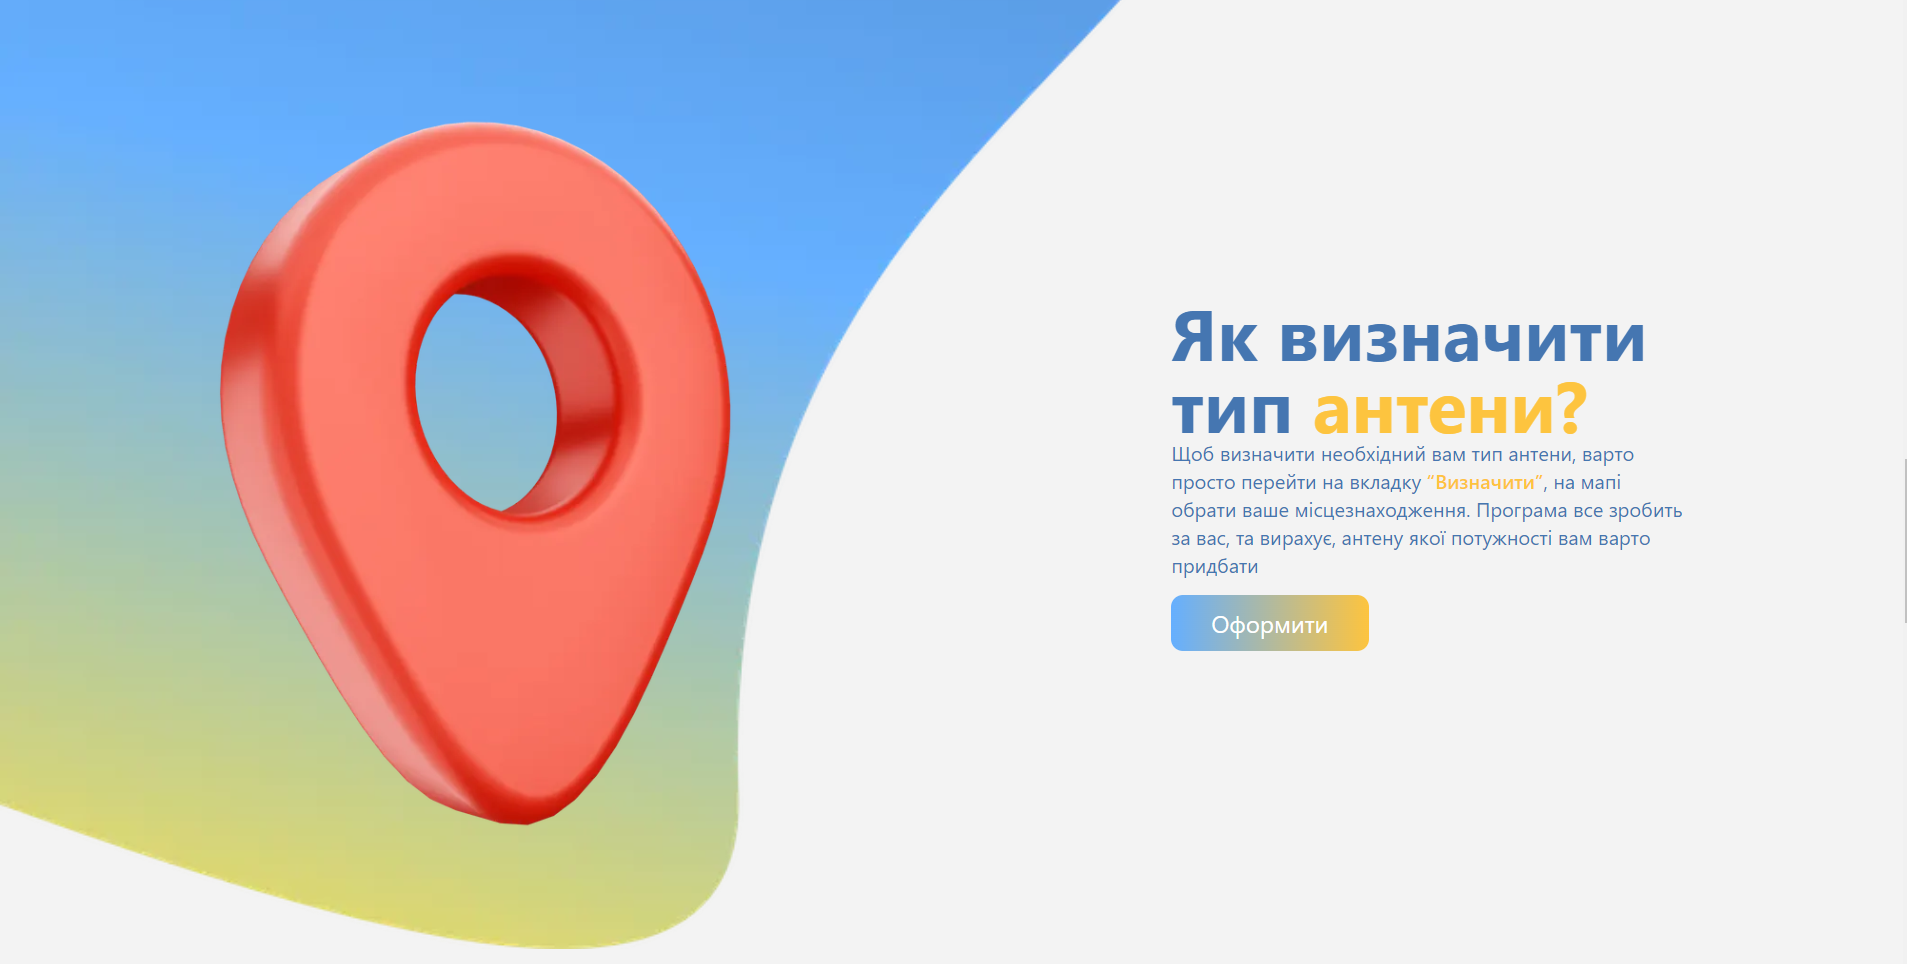 Як визначити
тип антени?
Щоб визначити необхідний вам тип антени, варто
просто перейти на вкладку “Визначити”, на мапі
обрати ваше місцезнаходження. Програма все зробить
за вас, та вирахує, антену якої потужності вам варто
придбати
Оформити